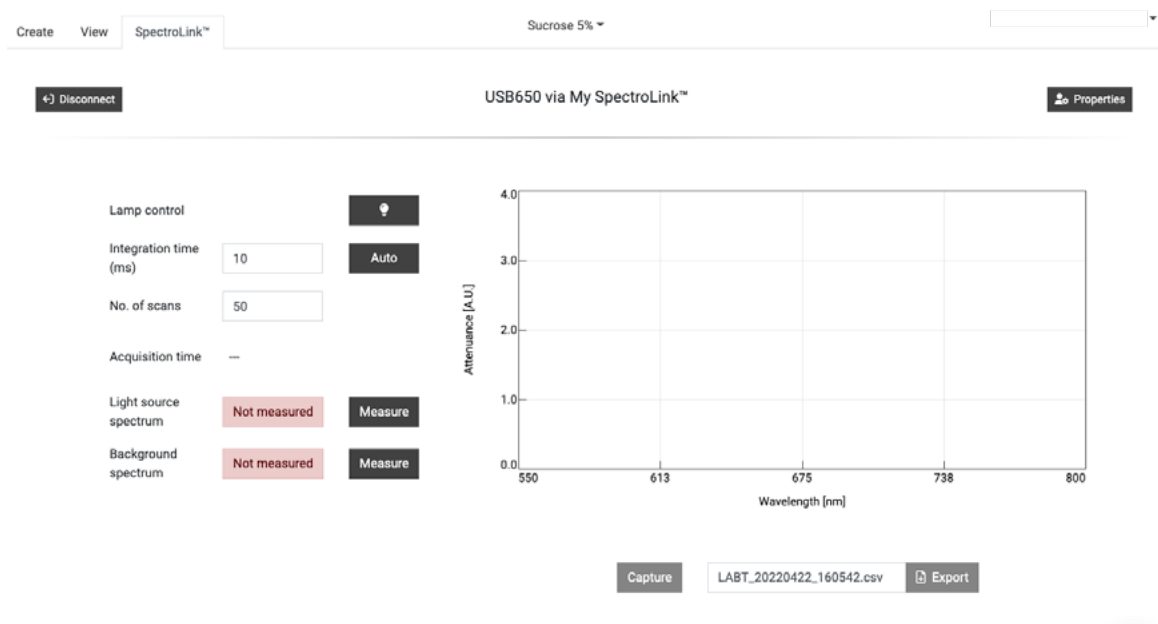 Create View SpectroLink™ Sucrose 5%
Disconnect USB650 via My SpectroLink™ Properties
Lamp control
Integration time
(ms) 10 Auto
No. of scans 50
Acquisition time ---
Light source
spectrum Not measured Measure
Background
spectrum Not measured Measure
Attenuance [A.U.]
4.0
3.0
2.0
1.0
0.0
550 613 675 738 800
Wavelength [nm]
Capture LABT_20220422_160542.csv Export